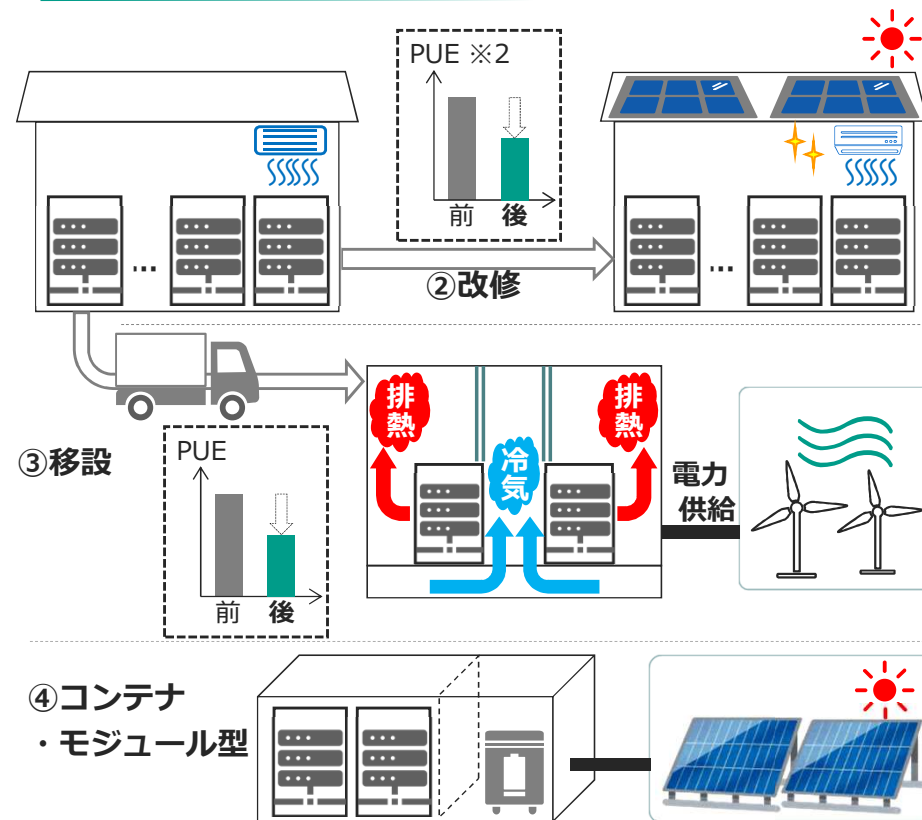 PUE ※2
前
後
②改修
排熱
排熱
冷気
③移設
PUE
前
後
電力
供給
④コンテナ
・モジュール型